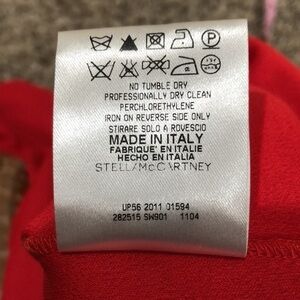 NO TUMBLE DRY
PROFESSIONALLY DRY CLEAN
PERCHLORETHYLENE
IRON ON REVERSE SIDE ONLY
STIRARE SOLO A ROVESCIO
MADE IN ITALY
FABRIQUE' EN ITALIE
HECHO EN ITALIA
STELLA McCARTNEY
UP56 2011 01594
282515 SW901 1104